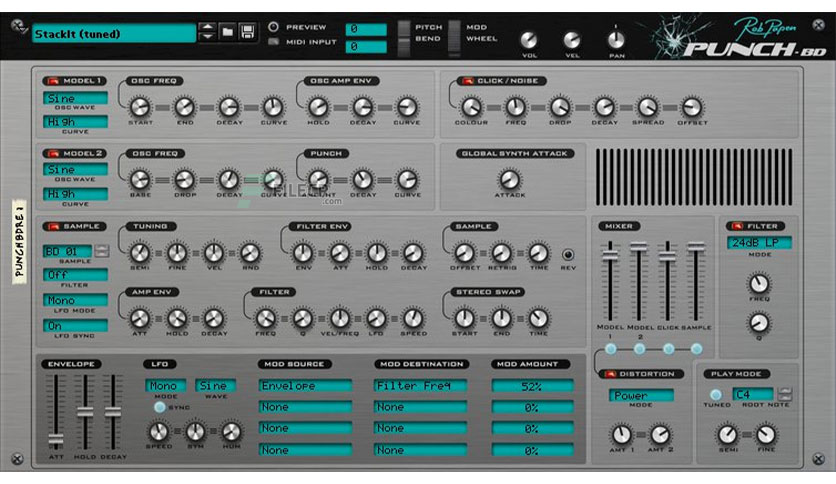 StackIt (tuned)
PREVIEW 0
MIDI INPUT 0
PITCH BEND
MOD WHEEL
VOL VEL PAN
Rob Papen
PUNCH-BD
MODEL 1
Sine
OSC WAVE
High
CURVE
OSC FREQ
START END DECAY CURVE
OSC AMP ENV
HOLD DECAY CURVE
CLICK / NOISE
COLOUR FREQ DROP DECAY SPREAD OFFSET
MODEL 2
Sine
OSC WAVE
High
CURVE
OSC FREQ
BASE DROP DECAY CURVE
PUNCH
DECAY CURVE
GLOBAL SYNTH ATTACK
ATTACK
FILECR
.com
PUNCHBDRE 1
SAMPLE
BD 01
SAMPLE
Off
FILTER
Mono
LFO MODE
On
LFO SYNC
TUNING
SEMI FINE VEL RND
FILTER ENV
ENV ATT HOLD DECAY
SAMPLE
OFFSET RETRIG TIME REV
AMP ENV
ATT HOLD DECAY
FILTER
FREQ Q VEL/FREQ LFO SPEED
STEREO SWAP
START END TIME
MIXER
MODEL 1 MODEL 2 CLICK SAMPLE
FILTER
24dB LP
MODE
FREQ
Q
ENVELOPE
ATT HOLD DECAY
LFO
Mono Sine
MODE WAVE
SYNC
SPEED SYM HUM
MOD SOURCE
Envelope
None
None
None
MOD DESTINATION
Filter Freq
None
None
None
MOD AMOUNT
52%
0%
0%
0%
DISTORTION
Power
MODE
AMT 1 AMT 2
PLAY MODE
C4
TUNED ROOT NOTE
SEMI FINE